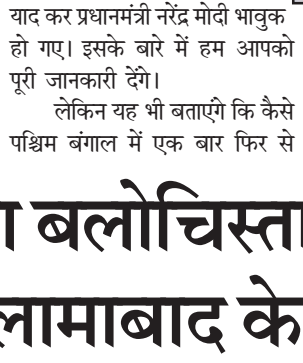 याद कर प्रधानमंत्री नरेंद्र मोदी भावुक
हो गए। इसके बारे में हम आपको
पूरी जानकारी देंगे।
लेकिन यह भी बताएंगे कि कैसे
पश्चिम बंगाल में एक बार फिर से
बलोचिस्ता
लामाबाद के